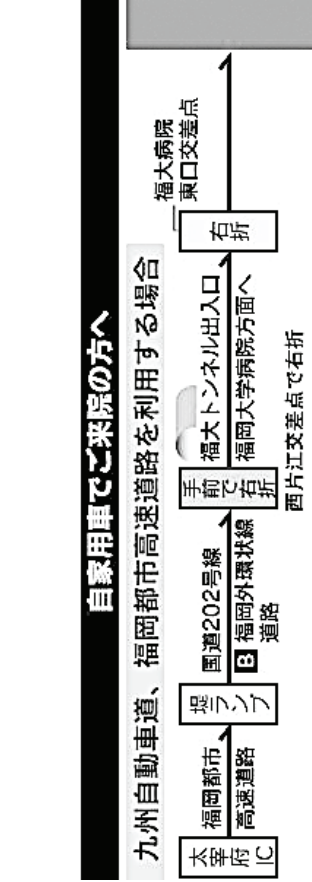 自家用車でご来院の方へ
九州自動車道、福岡都市高速道路を利用する場合
太宰府
IC
福岡都市
高速道路
堤
ランプ
国道202号線
B 福岡外環状線
道路
手前で
右折
福大トンネル出入口
福岡大学病院方面へ
西片江交差点で右折
右折
福大病院
東口交差点